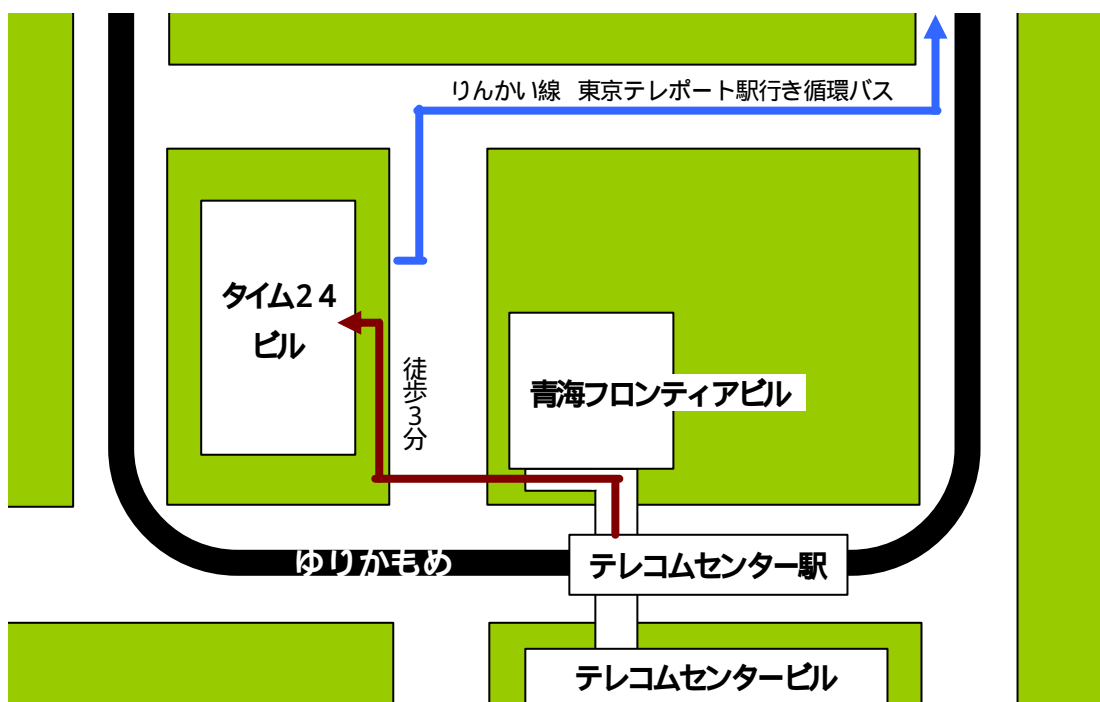 りんかい線 東京テレポート駅行き循環バス
タイム24
ビル
徒歩3分
青海フロンティアビル
ゆりかもめ
テレコムセンター駅
テレコムセンタービル